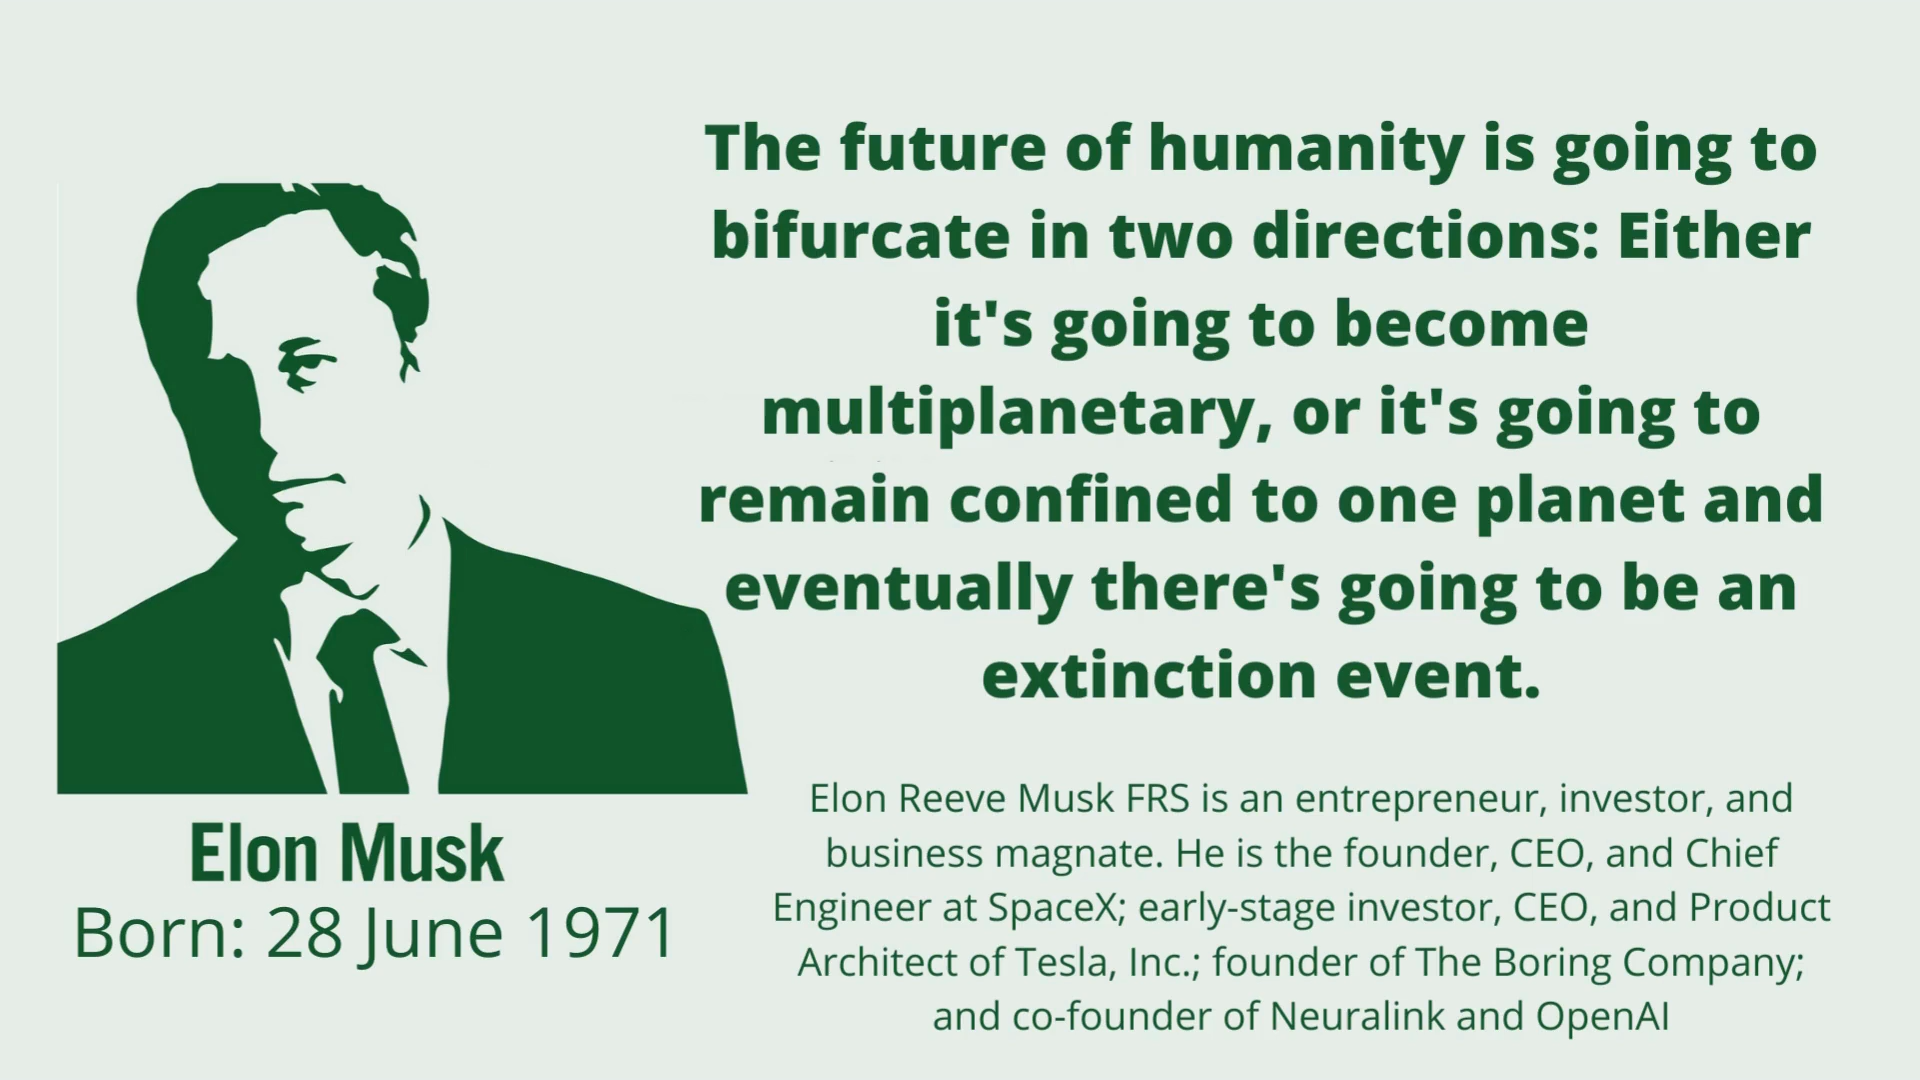 The future of humanity is going to
bifurcate in two directions: Either
it's going to become
multiplanetary, or it's going to
remain confined to one planet and
eventually there's going to be an
extinction event.
Elon Musk
Born: 28 June 1971
Elon Reeve Musk FRS is an entrepreneur, investor, and
business magnate. He is the founder, CEO, and Chief
Engineer at SpaceX; early-stage investor, CEO, and Product
Architect of Tesla, Inc.; founder of The Boring Company;
and co-founder of Neuralink and OpenAI